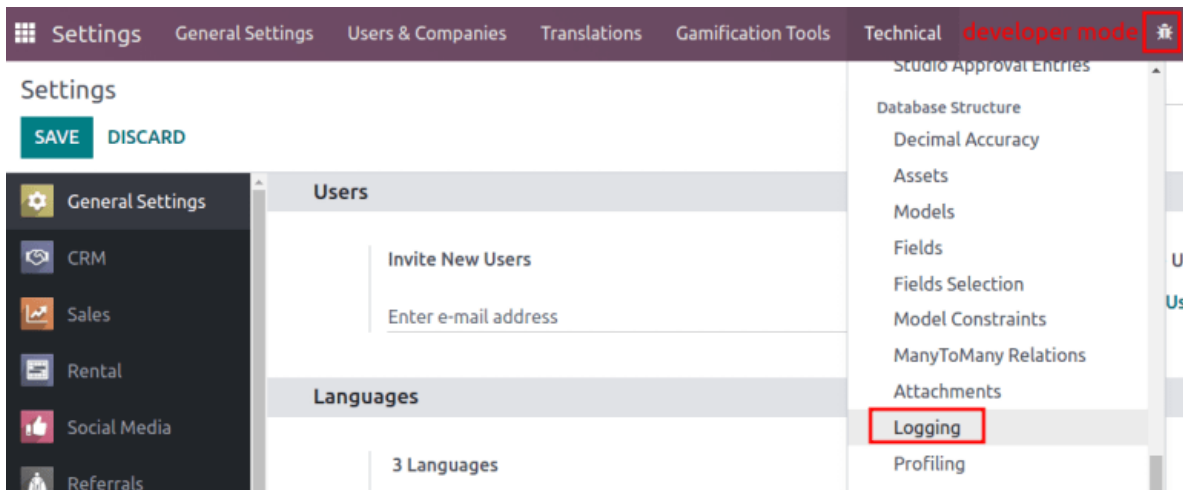 Settings General Settings Users & Companies Translations Gamification Tools Technical developer mode
Settings
SAVE DISCARD
General Settings
CRM
Sales
Rental
Social Media
Referrals
Users
Invite New Users
Enter e-mail address
Languages
3 Languages
Studio Approval Entries
Database Structure
Decimal Accuracy
Assets
Models
Fields
Fields Selection
Model Constraints
ManyToMany Relations
Attachments
Logging
Profiling
U
Us